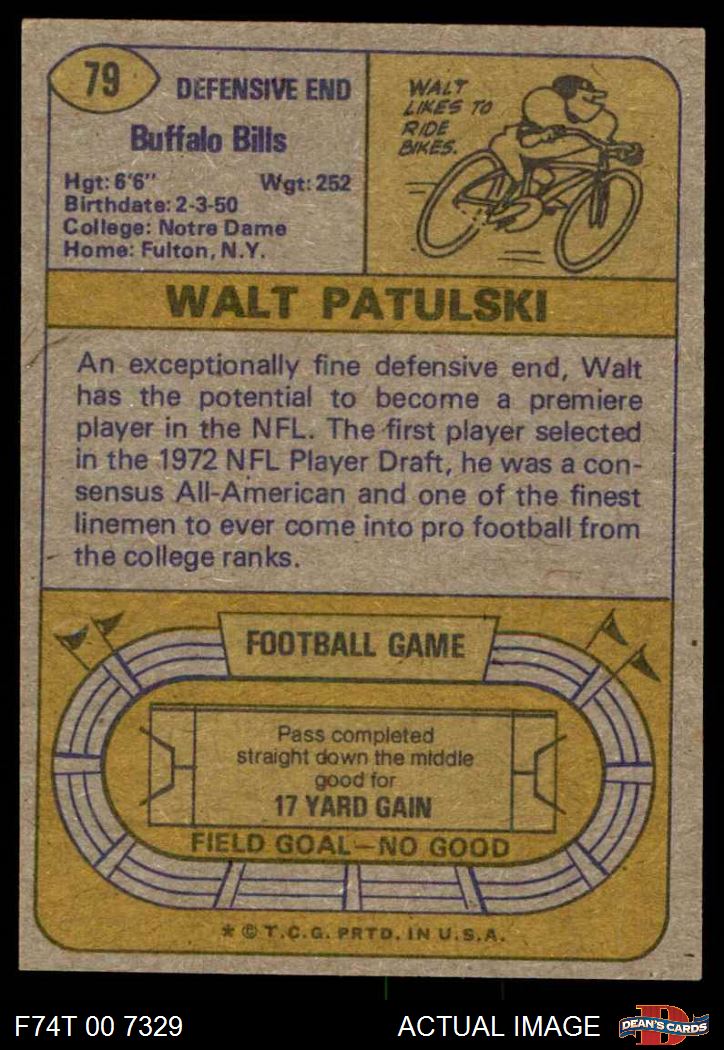 79
DEFENSIVE END
Buffalo Bills
Hgt: 6'6" Wgt: 252
Birthdate: 2-3-50
College: Notre Dame
Home: Fulton, N.Y.
WALT
LIKES TO
RIDE
BIKES.
WALT PATULSKI
An exceptionally fine defensive end, Walt
has the potential to become a premiere
player in the NFL. The first player selected
in the 1972 NFL Player Draft, he was a con-
sensus All-American and one of the finest
linemen to ever come into pro football from
the college ranks.
FOOTBALL GAME
Pass completed
straight down the middle
good for
17 YARD GAIN
FIELD GOAL—NO GOOD
* © T.C.G. PRTD. IN U.S.A.
F74T 00 7329 ACTUAL IMAGE
D
DEAN'S CARDS